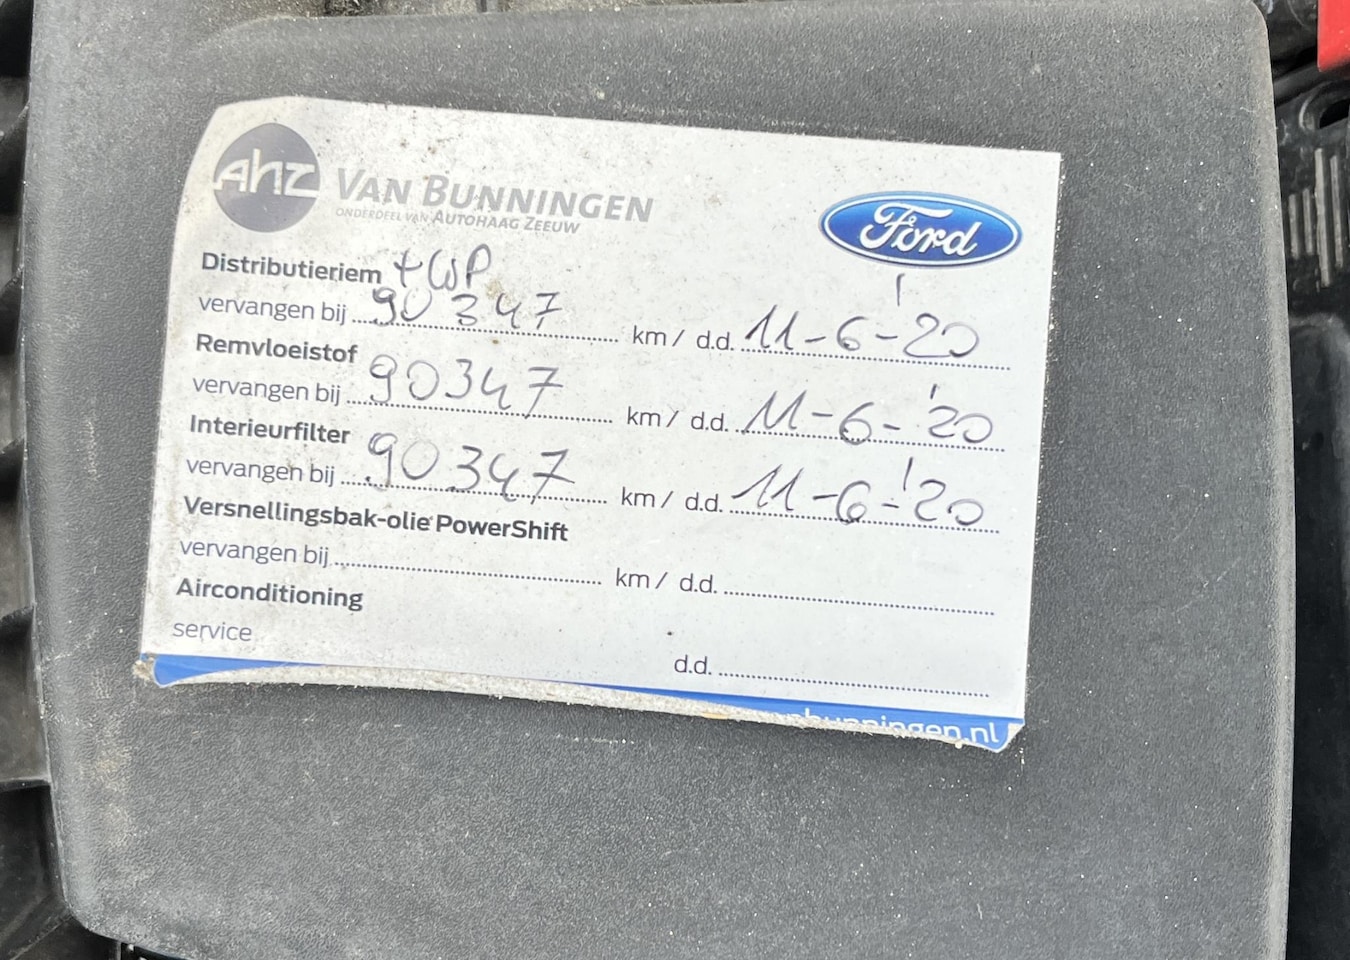 Ahz VAN BUNNINGEN
ONDERDEEL VAN AUTOHAAG ZEEUW
Ford
Distributieriem +WP
vervangen bij 90347 km / d.d. 11-6-'20
Remvloeistof
vervangen bij 90347 km / d.d. 11-6-'20
Interieurfilter
vervangen bij 90347 km / d.d. 11-6-'20
Versnellingsbak-olie PowerShift
vervangen bij km / d.d.
Airconditioning
service d.d.
nbunningen.nl